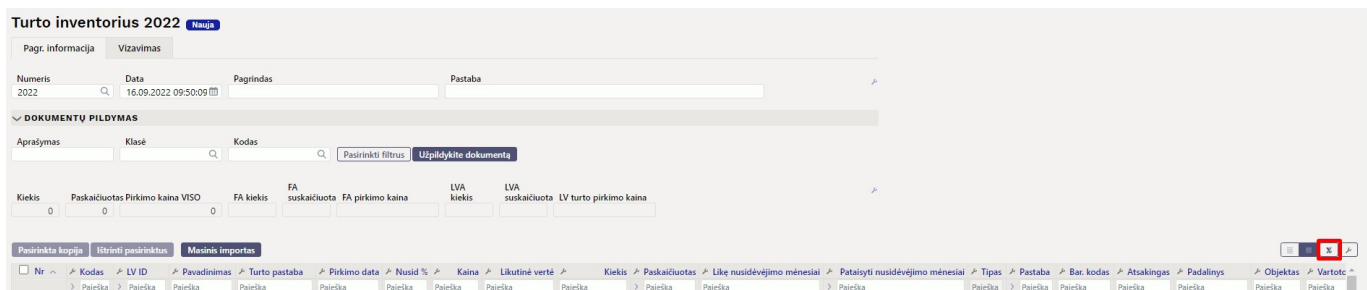 Turto inventorius 2022 Nauja
Pagr. informacija Vizavimas
Numeris Data Pagrindas Pastaba
2022 16.09.2022 09:50:09
DOKUMENTŲ PILDYMAS
Aprašymas Klasė Kodas
Pasirinkti filtrus Užpildykite dokumentą
Kiekis Paskaičiuotas Pirkimo kaina VISO FA kiekis FA suskaičiuota FA pirkimo kaina LVA kiekis LVA suskaičiuota LV turto pirkimo kaina
0 0 0
Pasirinkta kopija Ištrinti pasirinktus Masinis importas
Nr Kodas LV ID Pavadinimas Turto pastaba Pirkimo data Nusid % Kaina Likutinė vertė Kiekis Paskaičiuotas Likę nusidėvėjimo mėnesiai Pataisyti nusidėvėjimo mėnesiai Tipas Pastaba Bar. kodas Atsakingas Padalinys Objektas Vartoto
Paieška Paieška Paieška Paieška Paieška Paieška Paieška Paieška Paieška Paieška Paieška Paieška Paieška Paieška Paieška Paieška Paieška Paieška